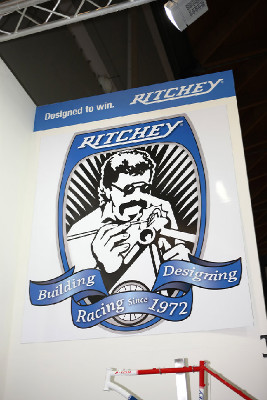 Designed to win. RITCHEY
RITCHEY
Building
Racing Since 1972
Designing